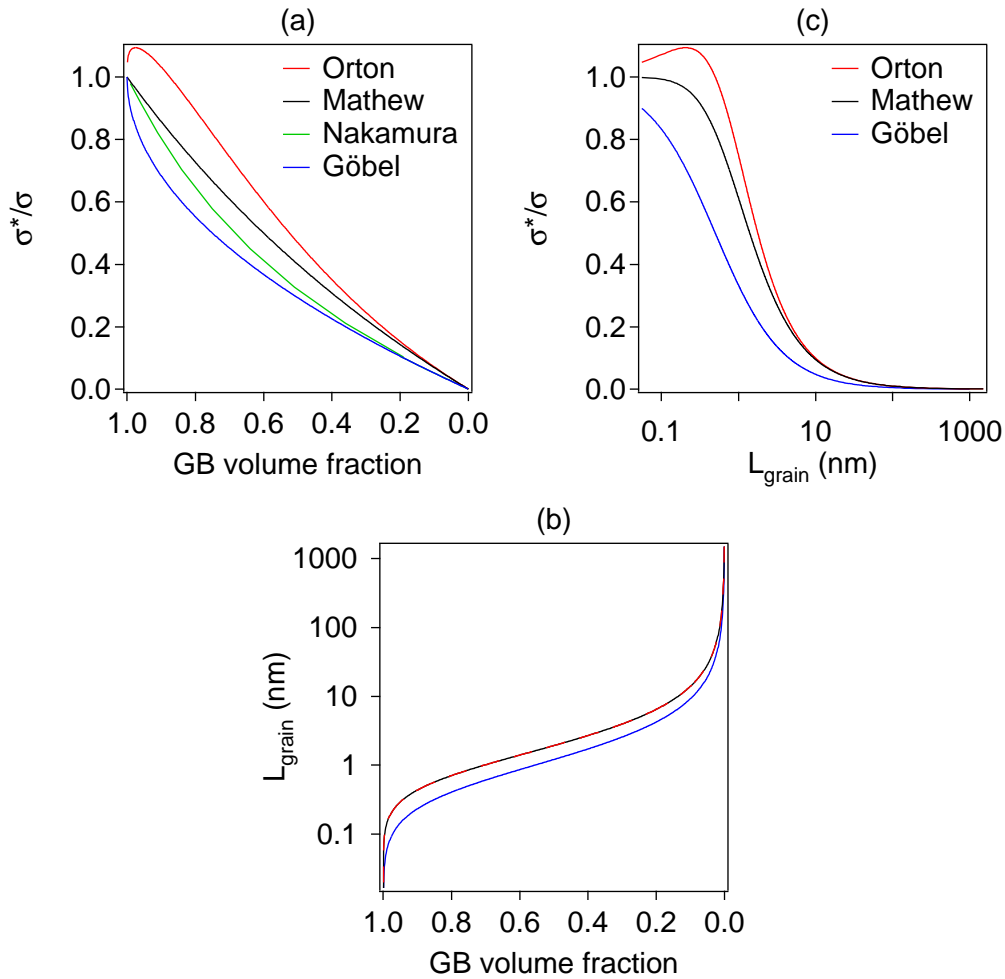 (a)
σ*/σ
1.0
0.8
0.6
0.4
0.2
0.0
Orton
Mathew
Nakamura
Göbel
1.0 0.8 0.6 0.4 0.2 0.0
GB volume fraction
(c)
σ*/σ
1.0
0.8
0.6
0.4
0.2
0.0
Orton
Mathew
Göbel
0.1 1 10 1000
L_grain (nm)
(b)
L_grain (nm)
1000
100
10
1
0.1
1.0 0.8 0.6 0.4 0.2 0.0
GB volume fraction